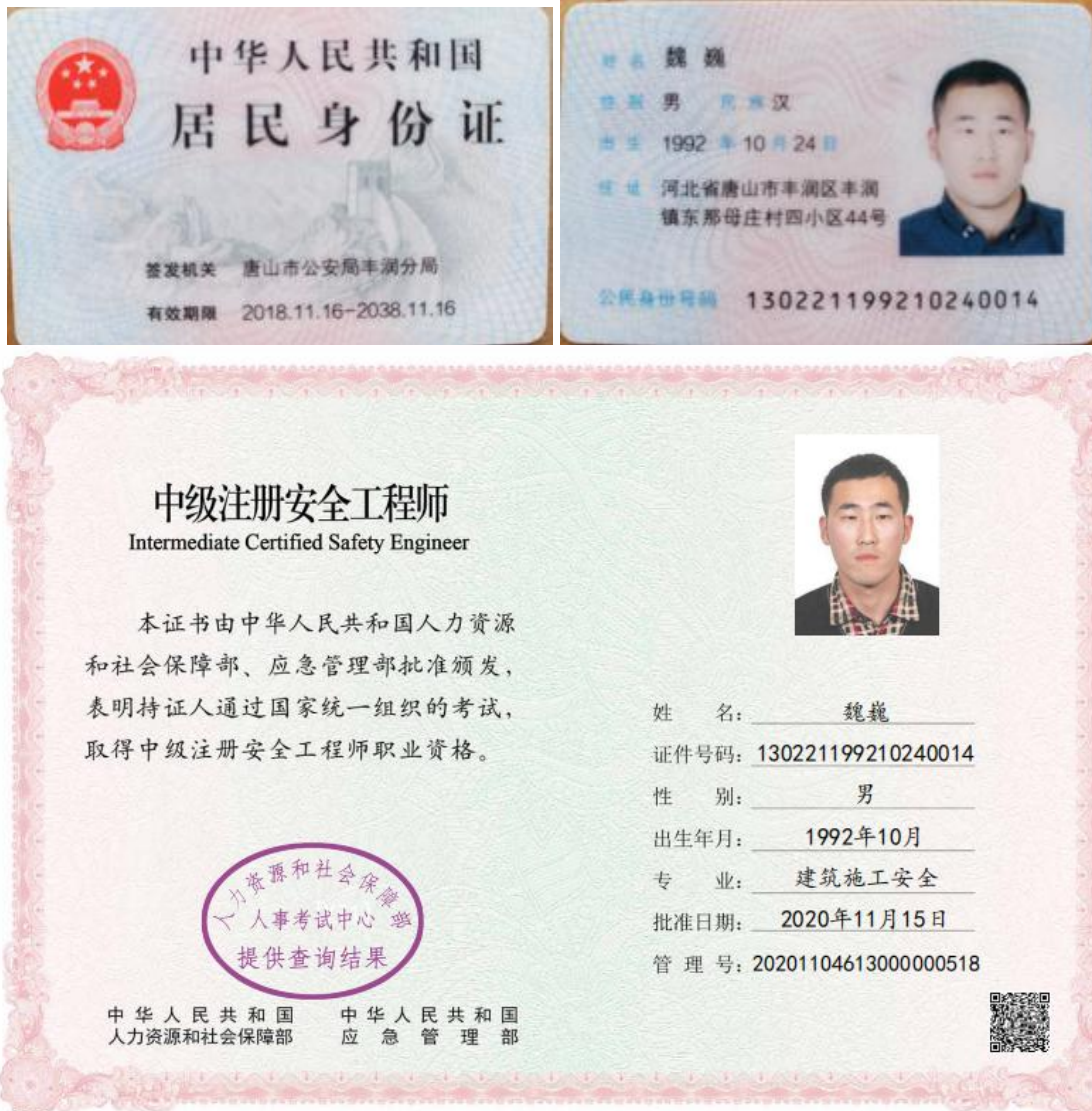 中华人民共和国
居民身份证
签发机关 唐山市公安局丰润分局
有效期限 2018.11.16-2038.11.16
姓名 魏巍
性别 男 民族 汉
出生 1992 年 10 月 24 日
住址 河北省唐山市丰润区丰润
镇东那母庄村四小区44号
公民身份号码 130221199210240014
中级注册安全工程师
Intermediate Certified Safety Engineer
本证书由中华人民共和国人力资源
和社会保障部、应急管理部批准颁发,
表明持证人通过国家统一组织的考试,
取得中级注册安全工程师职业资格。
人力资源和社会保障部
人事考试中心
提供查询结果
中华人民共和国
人力资源和社会保障部
中华人民共和国
应急管理部
姓 名: 魏巍
证件号码: 130221199210240014
性 别: 男
出生年月: 1992年10月
专 业: 建筑施工安全
批准日期: 2020年11月15日
管 理 号: 20201104613000000518